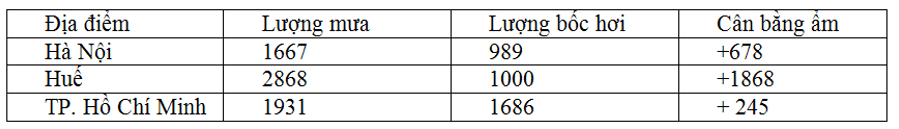 Địa điểm Lượng mưa Lượng bốc hơi Cân bằng ẩm
Hà Nội 1667 989 +678
Huế 2868 1000 +1868
TP. Hồ Chí Minh 1931 1686 + 245